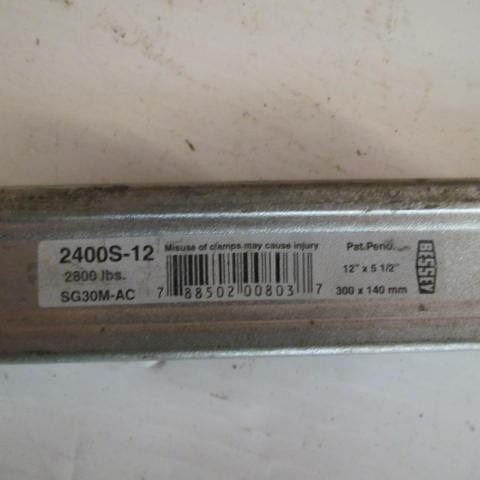 2400S-12
2800 lbs.
SG30M-AC
Misuse of clamps may cause injury
7 88502 00803 7
Pat.Pend.
12" x 5 1/2"
300 x 140 mm
BESSEY